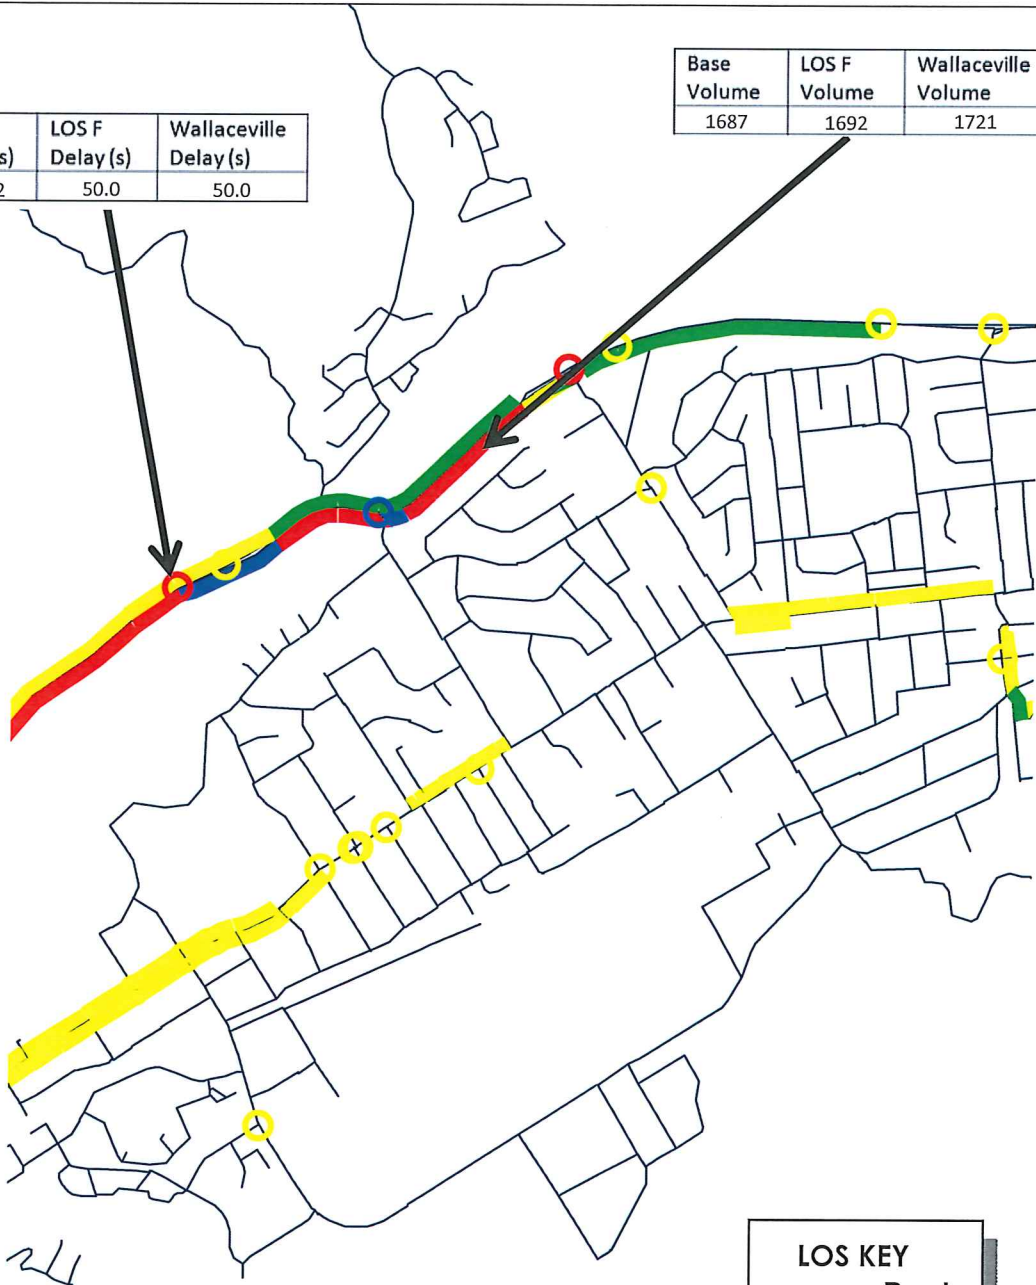 Base LOS F Wallaceville
Volume Volume Volume
1687 1692 1721
LOS F Wallaceville
Delay (s) Delay (s)
50.0 50.0
LOS KEY